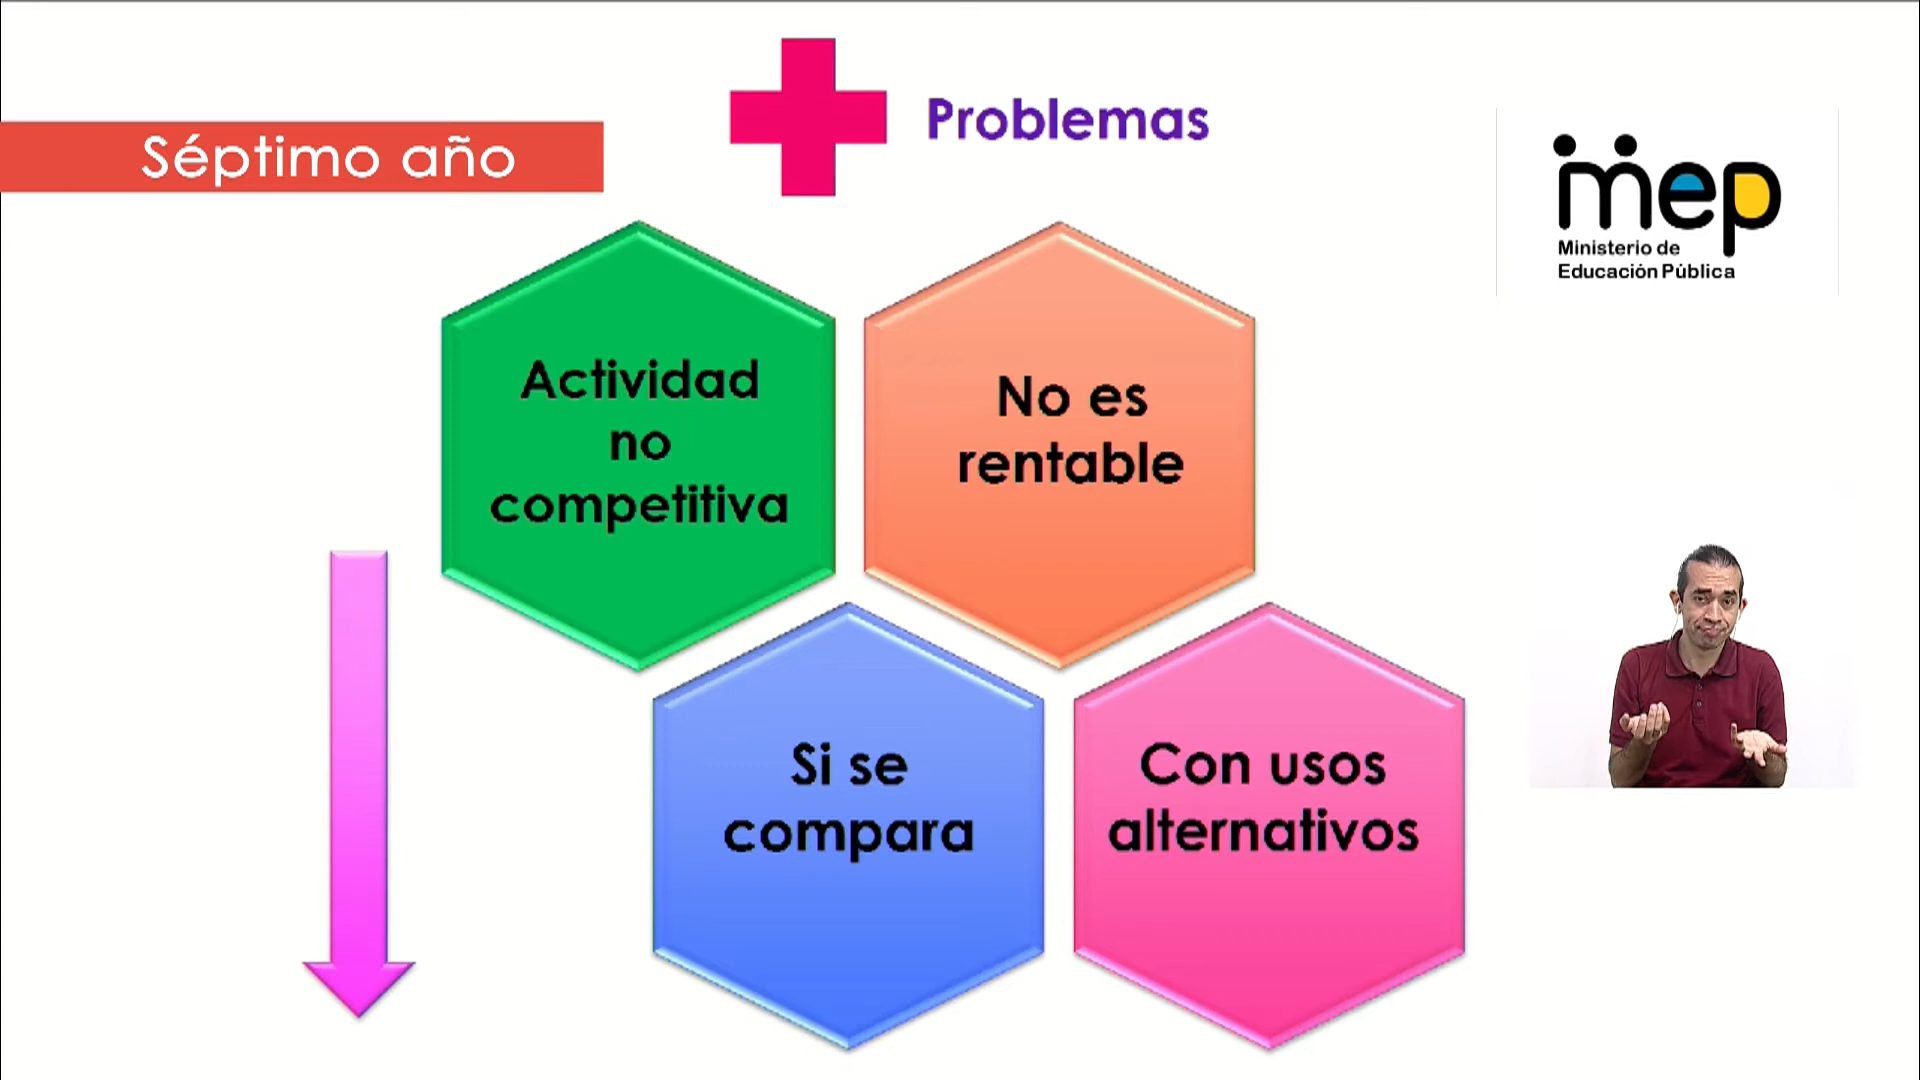 Problemas
Séptimo año
mep
Ministerio de
Educación Pública
Actividad
no
competitiva
No es
rentable
Si se
compara
Con usos
alternativos